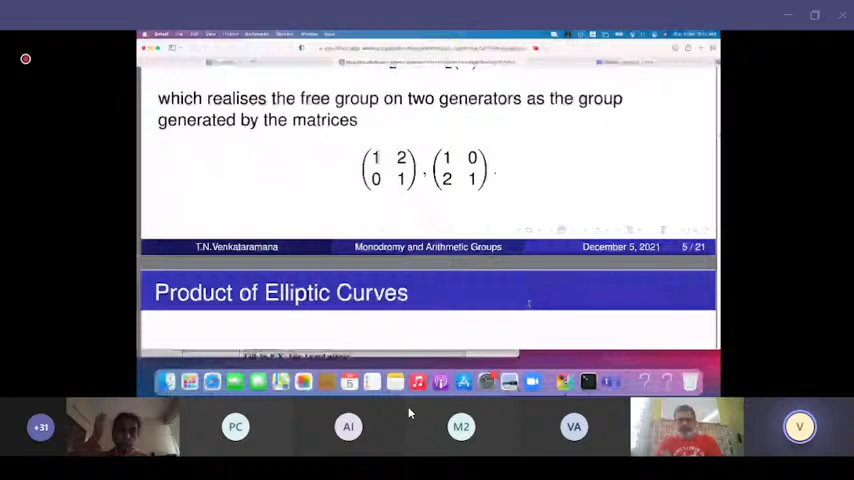 which realises the free group on two generators as the group
generated by the matrices
(1 2
0 1), (1 0
2 1).
T.N.Venkataramana Monodromy and Arithmetic Groups December 5, 2021 5 / 21
Product of Elliptic Curves
+31 PC AI M2 VA V